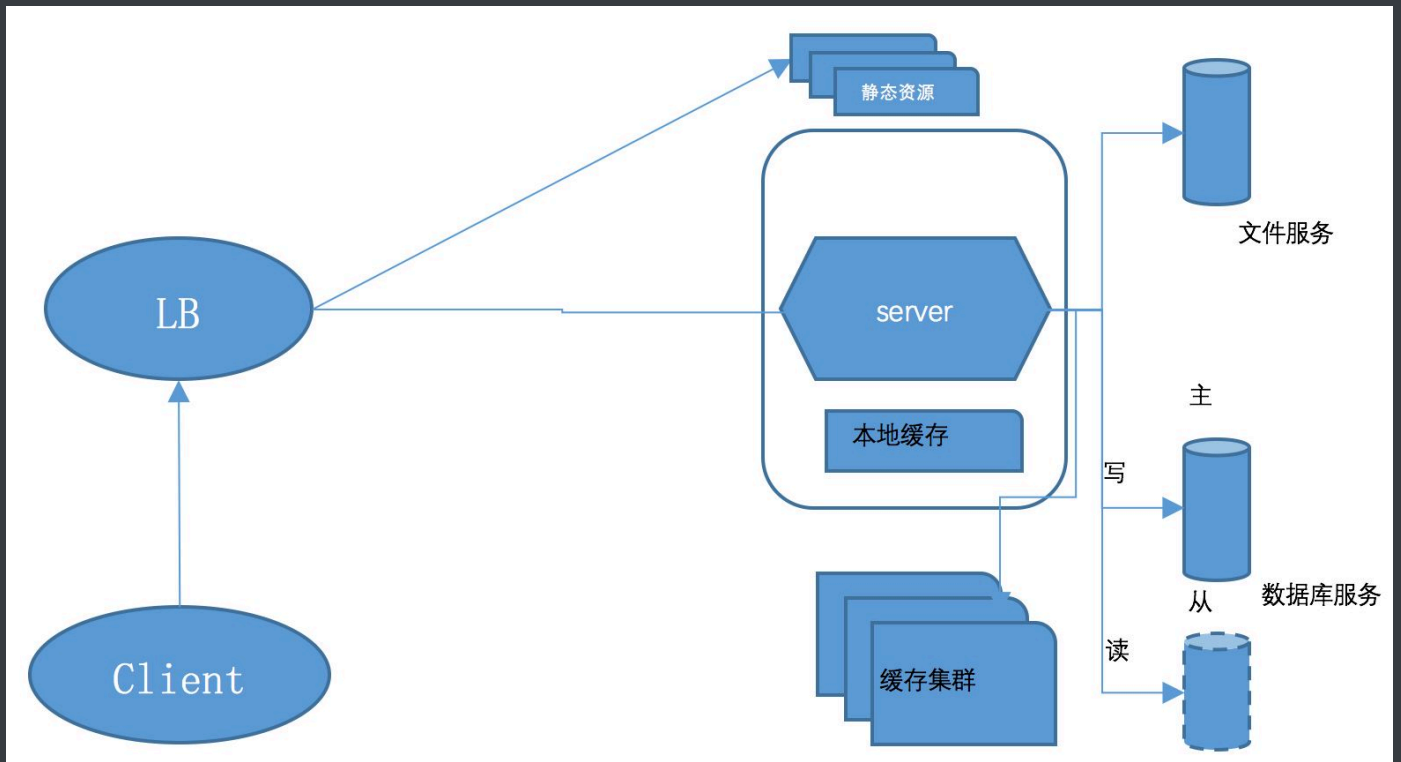 静态资源
文件服务
LB
server
主
本地缓存
写
数据库服务
从
读
Client
缓存集群